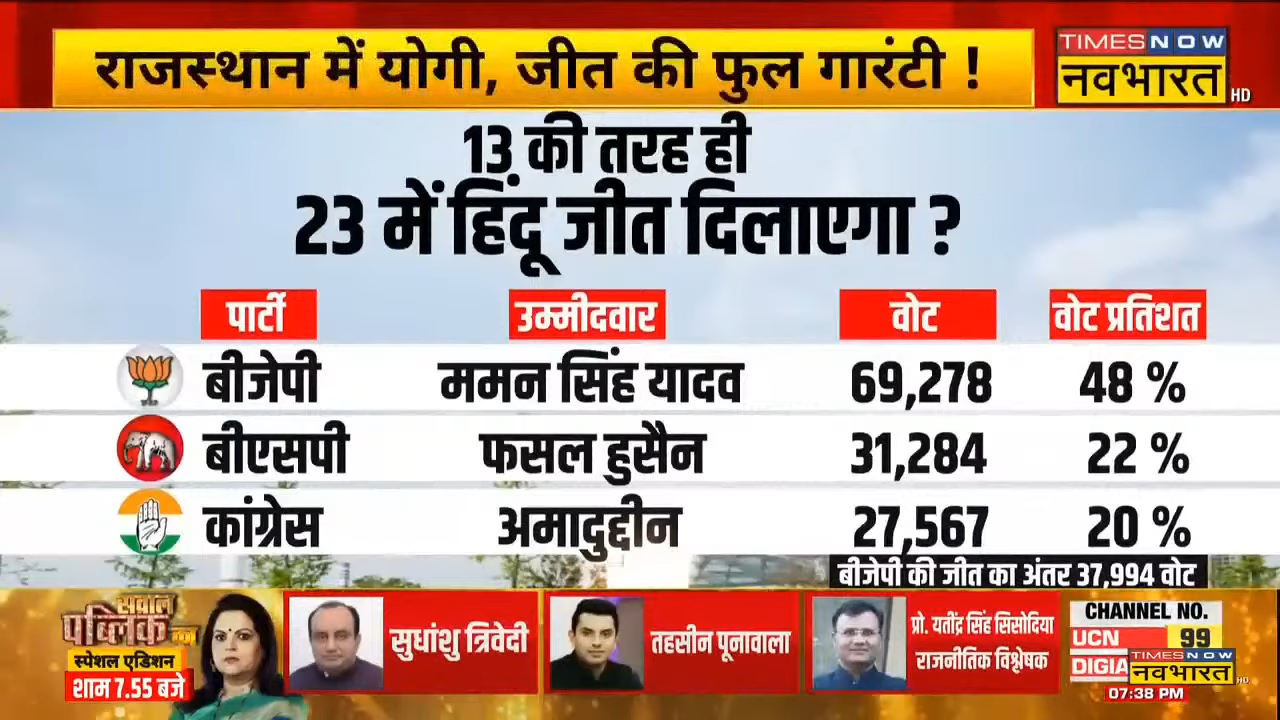 राजस्थान में योगी, जीत की फुल गारंटी !
TIMES NOW
नवभारत HD
13 की तरह ही
23 में हिंदू जीत दिलाएगा ?
पार्टी उम्मीदवार वोट वोट प्रतिशत
बीजेपी ममन सिंह यादव 69,278 48 %
बीएसपी फसल हुसैन 31,284 22 %
कांग्रेस अमादुद्दीन 27,567 20 %
बीजेपी की जीत का अंतर 37,994 वोट
सवाल
पब्लिक का
स्पेशल एडिशन
शाम 7.55 बजे
सुधांशु त्रिवेदी
तहसीन पूनावाला
प्रो. यतींद्र सिंह सिसोदिया
राजनीतिक विश्लेषक
CHANNEL NO.
UCN 99
DIGIA
TIMES NOW
नवभारत HD
07:38 PM